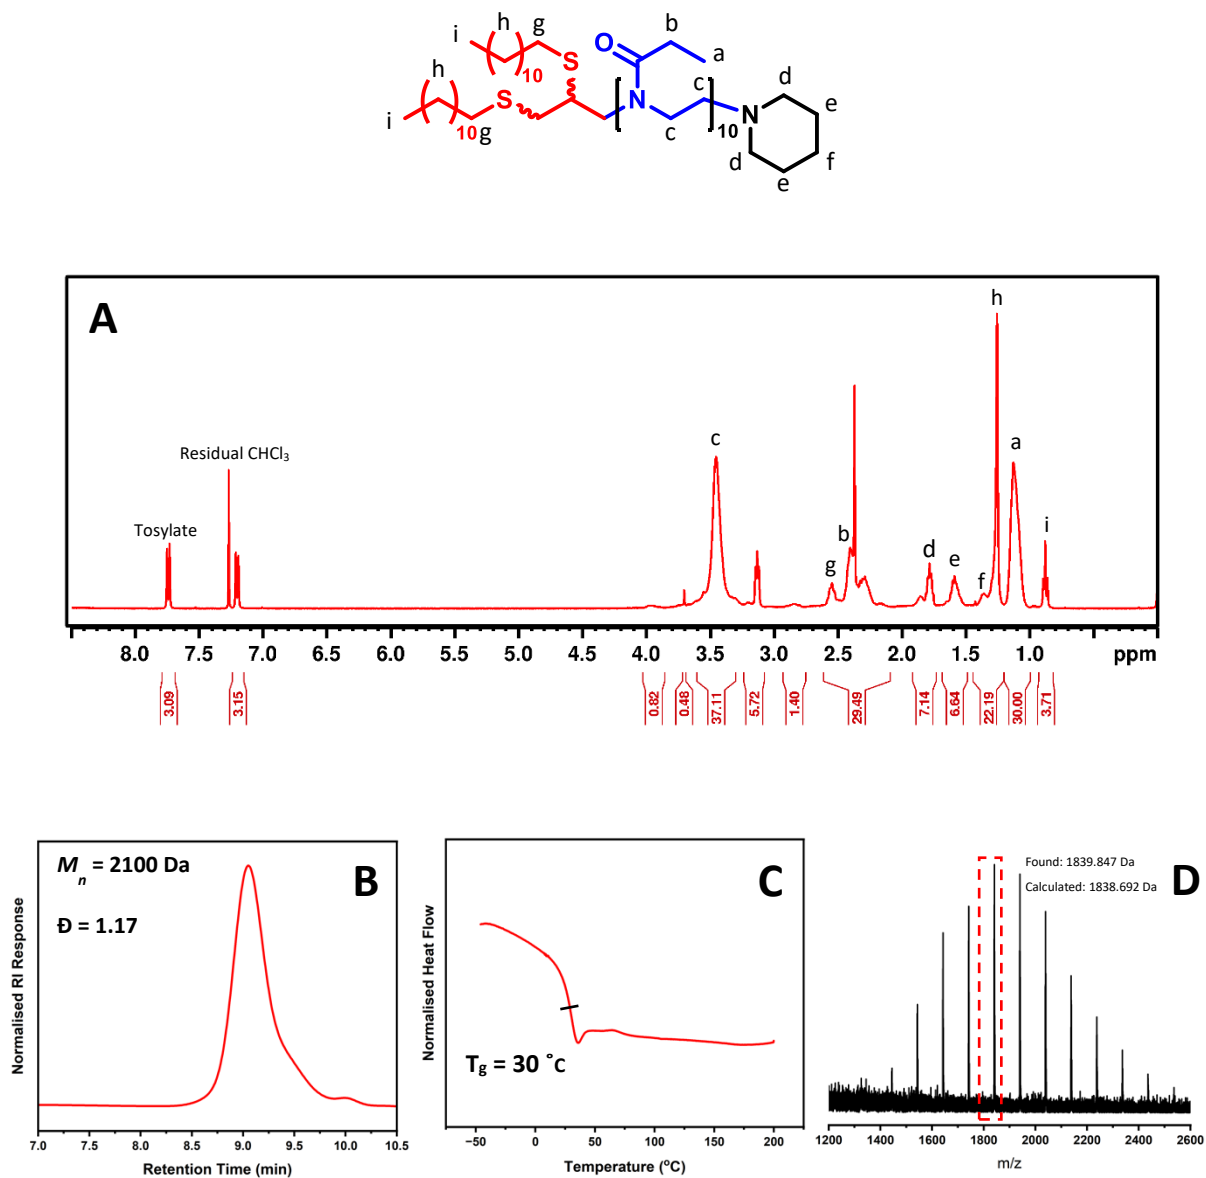 i h g b
O a
S
10
h c d
S N N e
i 10 g c 10
d f
e
A
h
c
Residual CHCl3
a
Tosylate
b i
g d e
f
8.0 7.5 7.0 6.5 6.0 5.5 5.0 4.5 4.0 3.5 3.0 2.5 2.0 1.5 1.0 ppm
3.09 3.15 0.82 0.48 37.11 5.72 1.40 29.49 7.14 6.64 22.19 30.00 3.71
Normalised RI Response
Mn = 2100 Da
Đ = 1.17
B
7.0 7.5 8.0 8.5 9.0 9.5 10.0 10.5
Retention Time (min)
Normalised Heat Flow
C
Tg = 30 ˚C
−50 0 50 100 150 200
Temperature (°C)
Found: 1839.847 Da
Calculated: 1838.692 Da
D
1200 1400 1600 1800 2000 2200 2400 2600
m/z